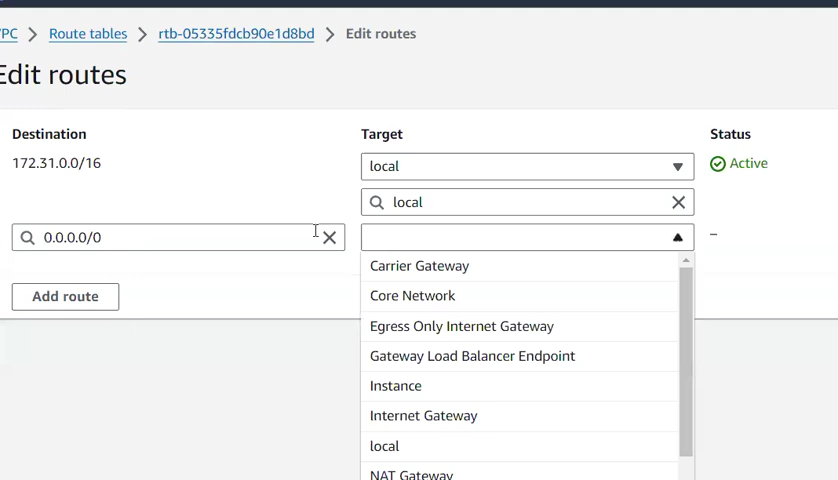 VPC > Route tables > rtb-05335fdcb90e1d8bd > Edit routes
Edit routes
Destination Target Status
172.31.0.0/16 local Active
local
0.0.0.0/0 –
Carrier Gateway
Core Network
Egress Only Internet Gateway
Gateway Load Balancer Endpoint
Instance
Internet Gateway
local
NAT Gateway
Add route